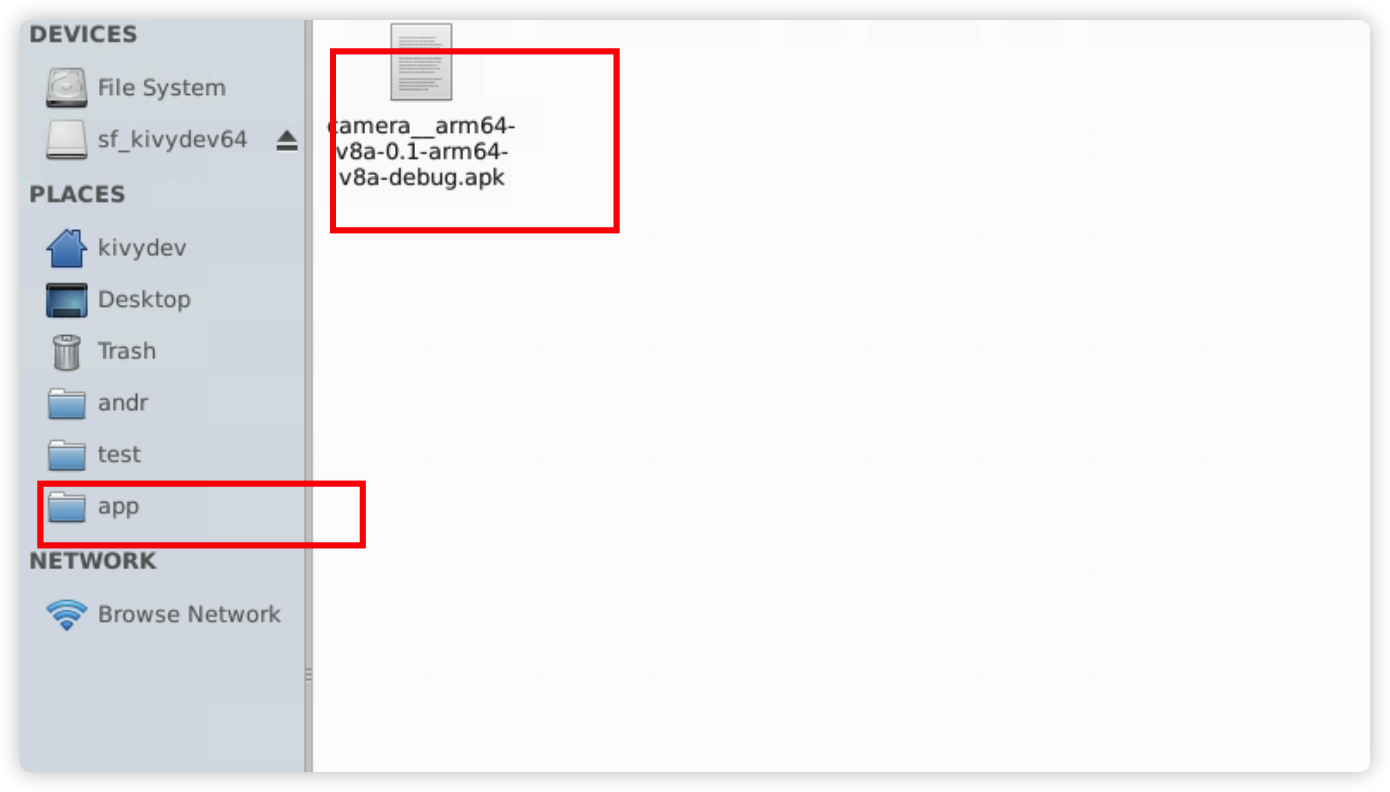 DEVICES
File System
sf_kivydev64
PLACES
kivydev
Desktop
Trash
andr
test
app
NETWORK
Browse Network
camera__arm64-
v8a-0.1-arm64-
v8a-debug.apk